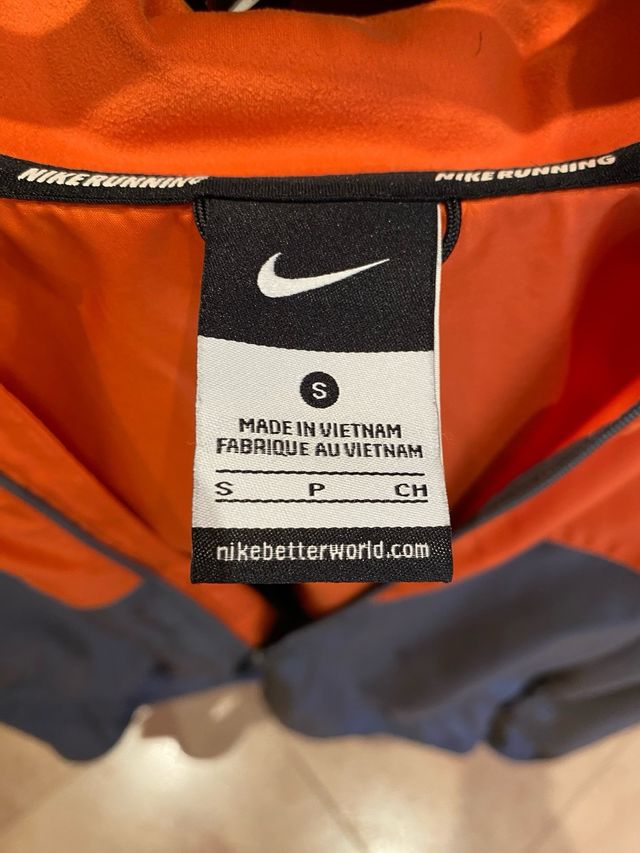 NIKE RUNNING
NIKE RUNNING
S
MADE IN VIETNAM
FABRIQUE AU VIETNAM
S P CH
nikebetterworld.com